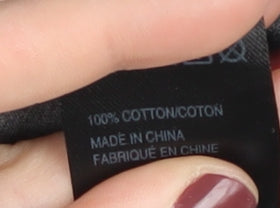 100% COTTON/COTON
MADE IN CHINA
FABRIQUÉ EN CHINE